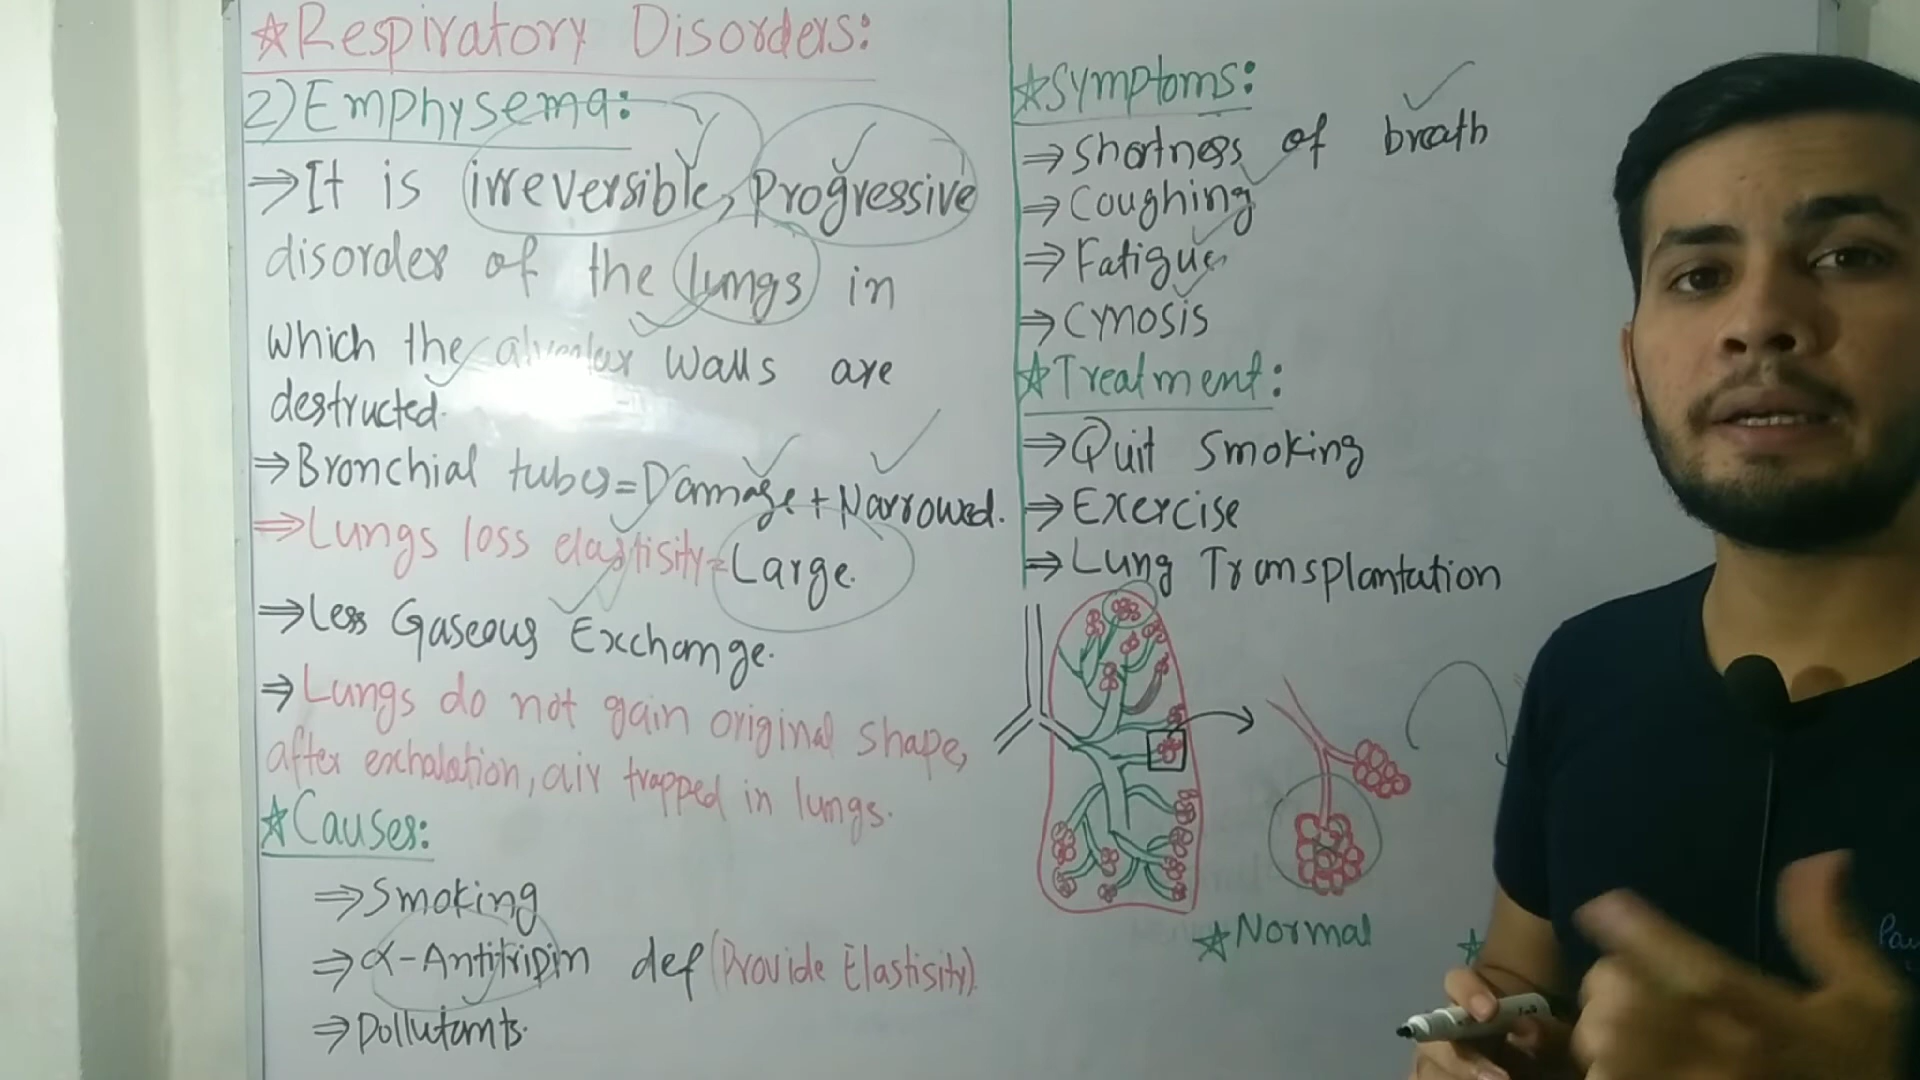 ☆Respiratory Disorders:
2) Emphysema:
⇒It is irreversible, Progressive
disorder of the lungs in
which the alveolar walls are
destructed.
⇒Bronchial tubes=Damage+Narrowed.
⇒Lungs loss elastisity=Large.
⇒Less Gaseous Exchange.
⇒Lungs do not gain original shape,
after exhalation, air trapped in lungs.
☆Causes:
⇒Smoking
⇒α-Antitripin def (Provide Elastisity)
⇒Pollutants.
☆Symptoms:
⇒Shortness of breath
⇒Coughing
⇒Fatigue
⇒Cynosis
☆Treatment:
⇒Quit Smoking
⇒Exercise
⇒Lung Transplantation
☆Normal
☆